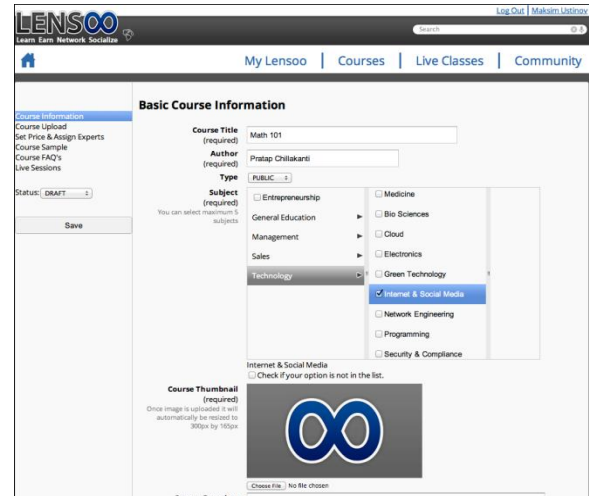 Log Out | Maksim Ustinov
LENSOO
Learn Earn Network Socialize
Search
My Lensoo | Courses | Live Classes | Community
Course Information
Course Upload
Set Price & Assign Experts
Course Sample
Course FAQ's
Live Sessions
Status: DRAFT
Save
Basic Course Information
Course Title
(required)
Math 101
Author
(required)
Pratap Chillakanti
Type
PUBLIC
Subject
(required)
You can select maximum 5
subjects
Entrepreneurship
General Education
Management
Sales
Technology
Medicine
Bio Sciences
Cloud
Electronics
Green Technology
Internet & Social Media
Network Engineering
Programming
Security & Compliance
Internet & Social Media
Check if your option is not in the list.
Course Thumbnail
(required)
Once image is uploaded it will
automatically be resized to
300px by 165px
Choose File No file chosen